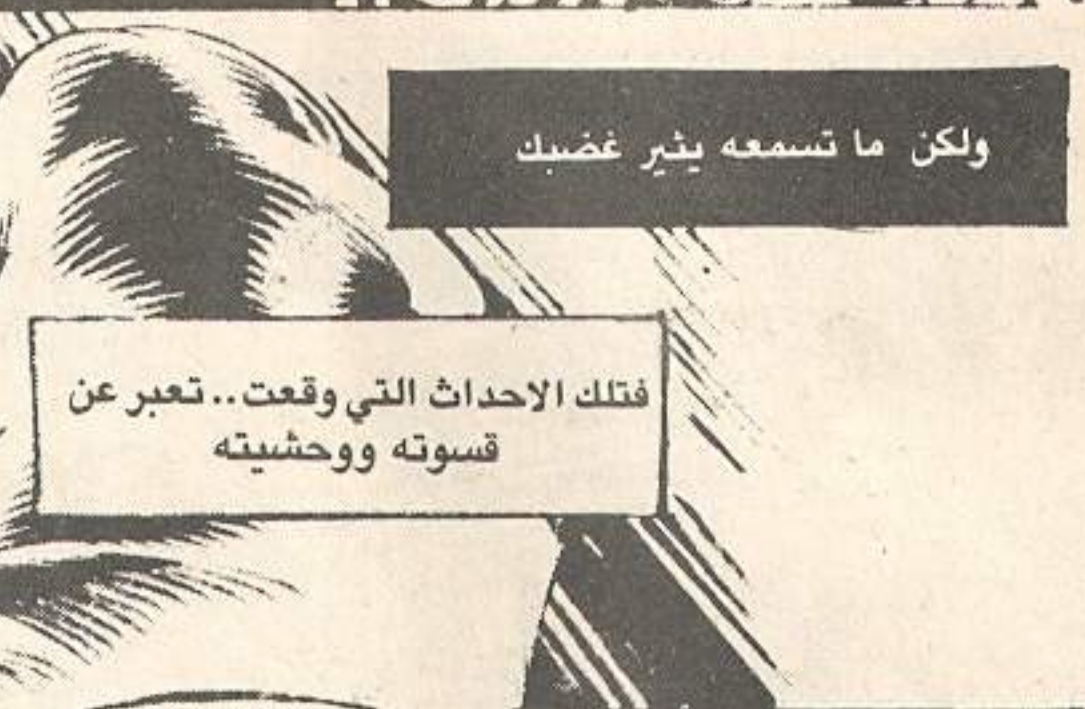 ولكن ما تسمعه يثير غضبك
فتلك الاحداث التي وقعت.. تعبر عن
قسوته ووحشيته